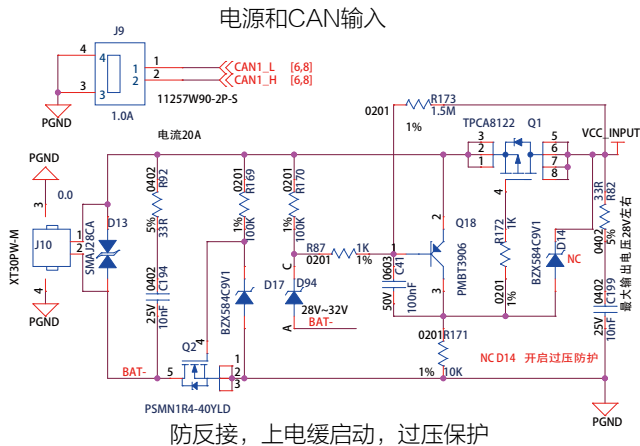 电源和CAN输入
J9
4
4
1
1
CAN1_L [6,8]
3
3
2
2
CAN1_H [6,8]
11257W90-2P-S
PGND
1.0A
0201
R173
1.5M
1%
TPCA8122 Q1
3
2
1
5
6
7
8
4
VCC_INPUT
电流20A
PGND
3
0.0
J10
1
2
XT30PW-M
4
PGND
D13
SMAJ28CA
0402
R92
5%
33R
0402
C194
25V
10nF
0201
R169
1%
100K
0201
R170
1%
100K
R87
1K
0201
1%
C
D17
D94
BZX584C9V1
28V~32V
A
BAT-
0603
C41
50V
100nF
1
2
3
Q18
PMBT3906
R172
1K
0201
1%
BZX584C9V1
D14
NC
33R
R82
0402
5%
0402
C199
25V
10nF
最大输出电压28V左右
0201
R171
1%
10K
NC D14 开启过压防护
PGND
BAT-
5
Q2
4
1
2
3
PSMN1R4-40YLD
防反接，上电缓启动，过压保护